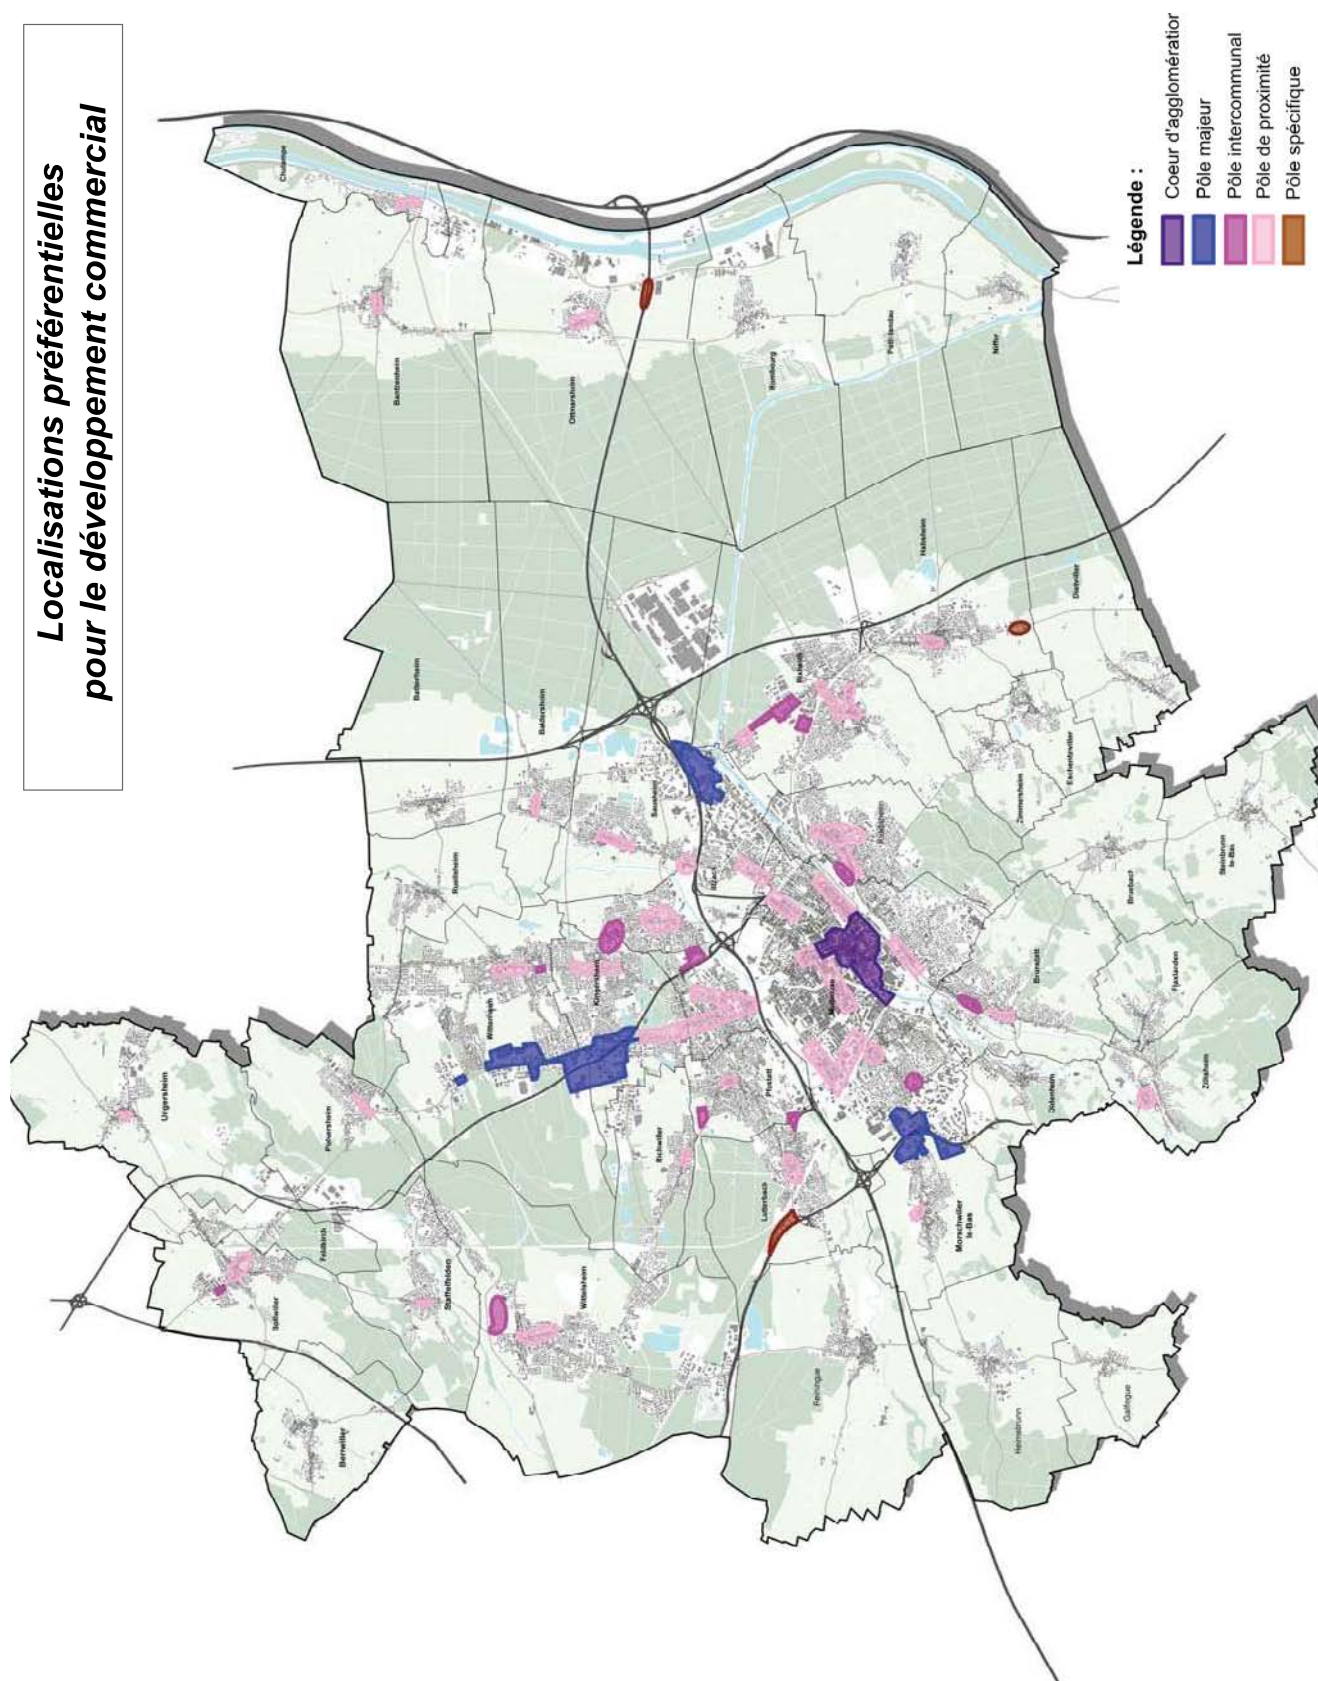 Localisations préférentielles
pour le développement commercial
Légende :
Coeur d'agglomération
Pôle majeur
Pôle intercommunal
Pôle de proximité
Pôle spécifique
Chalampé
Bantzenheim
Ottmarsheim
Hombourg
Petit-landau
Niffer
Battenheim
Baldersheim
Habsheim
Dietwiller
Rixheim
Sausheim
Ruelisheim
Illzach
Riedisheim
Zimmersheim
Eschentzwiller
Steinbrunn
le-Bas
Bruebach
Brunstatt
Flaxlanden
Zillisheim
Didenheim
Mulhouse
Kingersheim
Wittenheim
Pfastatt
Richwiller
Lutterbach
Morschwiller
le-Bas
Ungersheim
Pulversheim
Feldkirch
Soltwiller
Staffelfelden
Wittelsheim
Berrwiller
Reiningue
Heimsbrunn
Galfingue